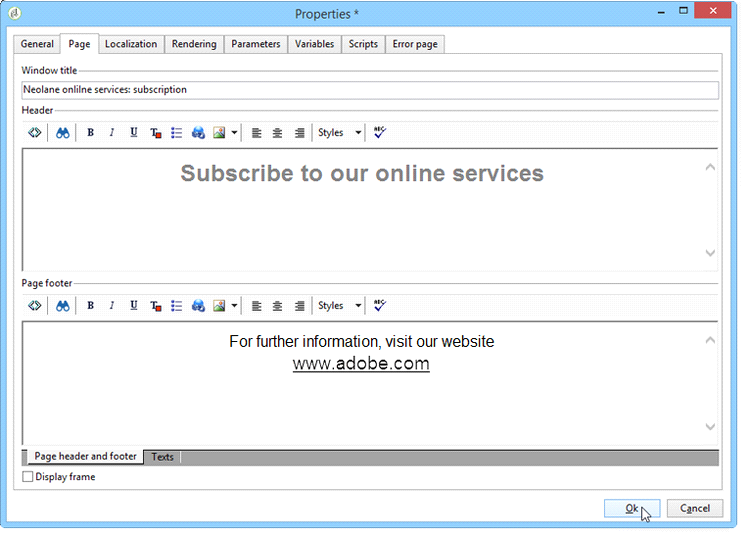 Properties *
General Page Localization Rendering Parameters Variables Scripts Error page
Window title
Neolane onlilne services: subscription
Header
B I U T Styles ABC
Subscribe to our online services
Page footer
B I U T Styles ABC
For further information, visit our website
www.adobe.com
Page header and footer Texts
Display frame
Ok Cancel